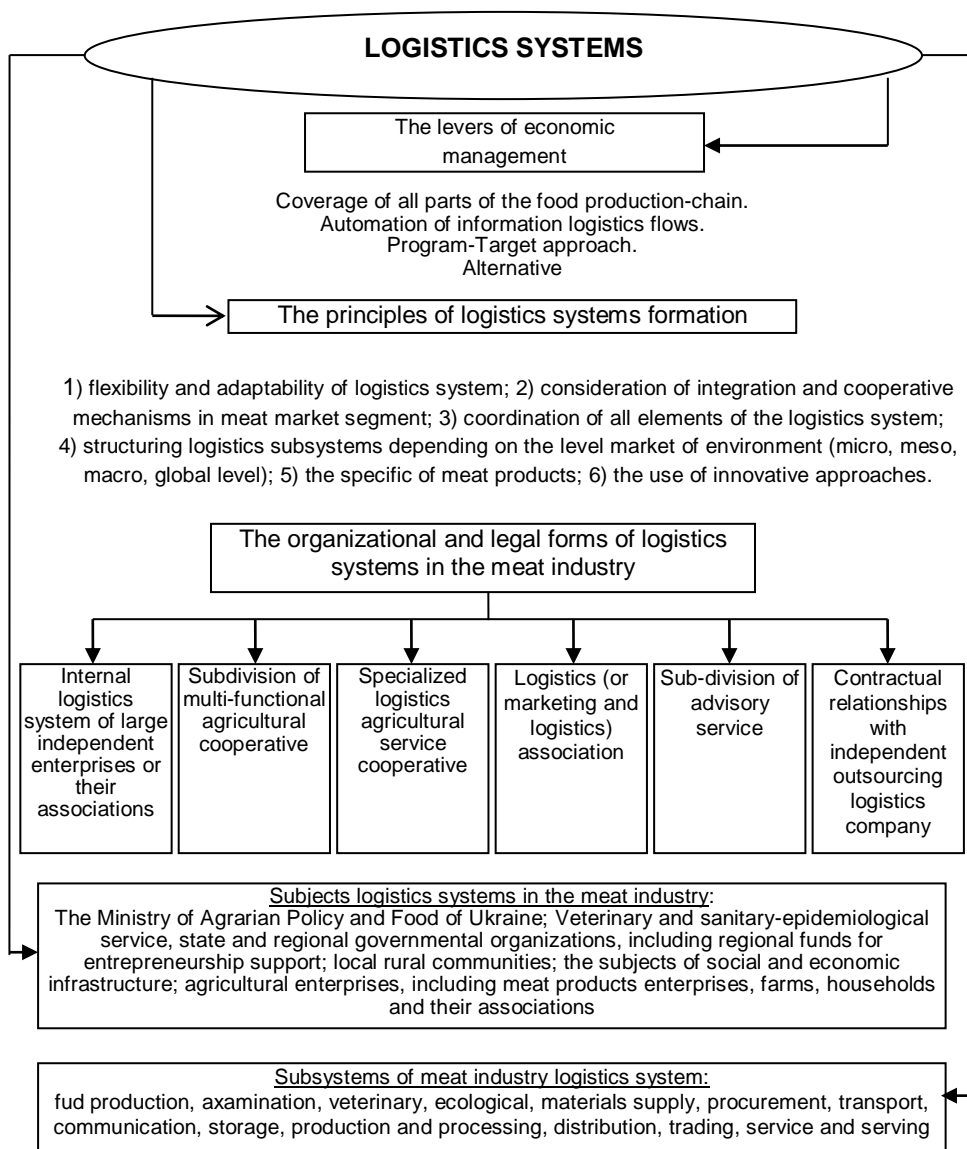 LOGISTICS SYSTEMS
The levers of economic
management
Coverage of all parts of the food production-chain.
Automation of information logistics flows.
Program-Target approach.
Alternative
The principles of logistics systems formation
1) flexibility and adaptability of logistics system; 2) consideration of integration and cooperative
mechanisms in meat market segment; 3) coordination of all elements of the logistics system;
4) structuring logistics subsystems depending on the level market of environment (micro, meso,
macro, global level); 5) the specific of meat products; 6) the use of innovative approaches.
The organizational and legal forms of logistics
systems in the meat industry
Internal
logistics
system of large
independent
enterprises or
their
associations
Subdivision of
multi-functional
agricultural
cooperative
Specialized
logistics
agricultural
service
cooperative
Logistics (or
marketing and
logistics)
association
Sub-division of
advisory
service
Contractual
relationships
with
independent
outsourcing
logistics
company
Subjects logistics systems in the meat industry:
The Ministry of Agrarian Policy and Food of Ukraine; Veterinary and sanitary-epidemiological
service, state and regional governmental organizations, including regional funds for
entrepreneurship support; local rural communities; the subjects of social and economic
infrastructure; agricultural enterprises, including meat products enterprises, farms, households
and their associations
Subsystems of meat industry logistics system:
fud production, axamination, veterinary, ecological, materials supply, procurement, transport,
communication, storage, production and processing, distribution, trading, service and serving